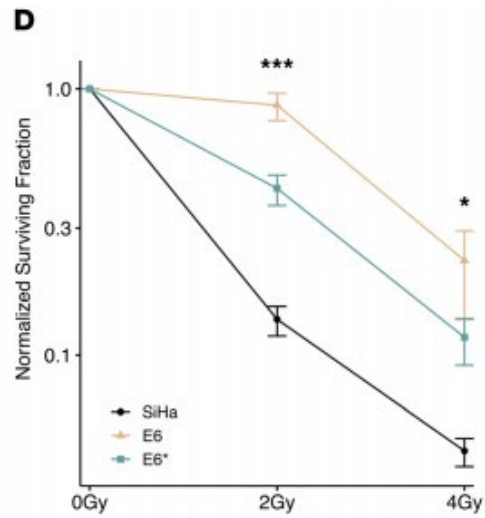 D
***
1.0
*
0.3
Normalized Surviving Fraction
0.1
SiHa
E6
E6*
0Gy 2Gy 4Gy